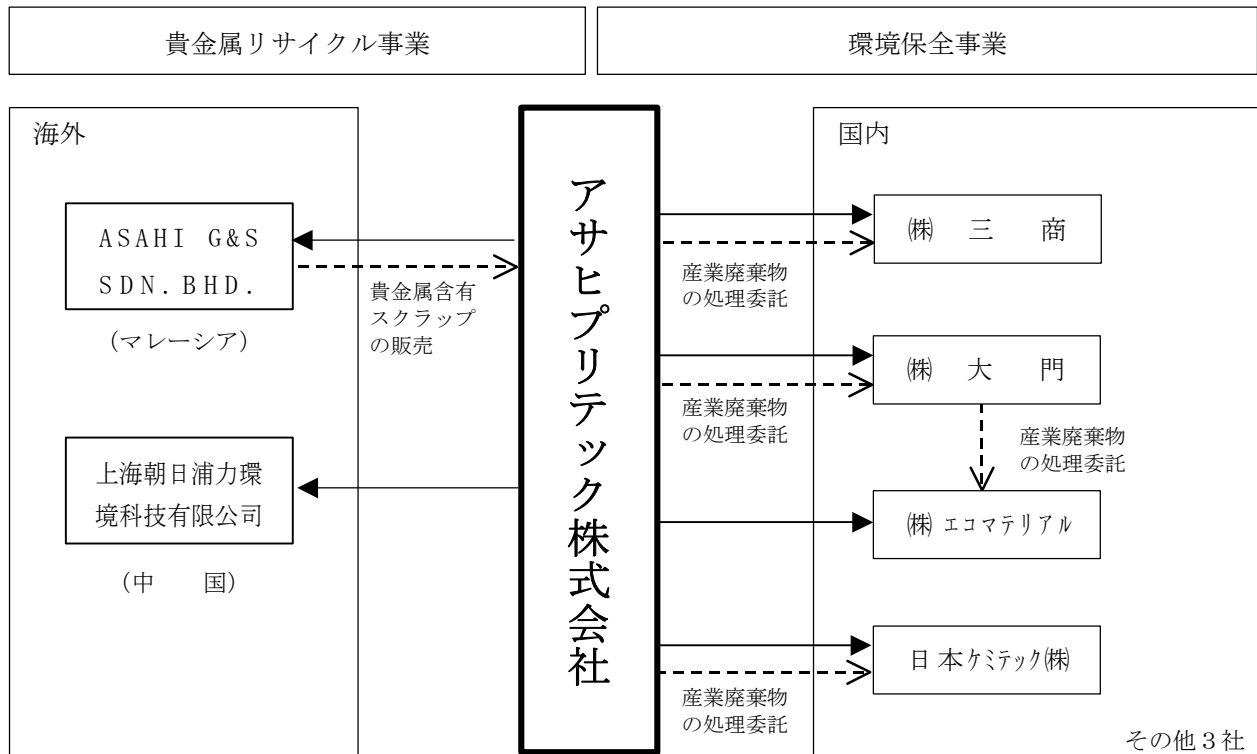 貴金属リサイクル事業
環境保全事業
海外
ASAHI G&S
SDN.BHD.
(マレーシア)
貴金属含有
スクラップ
の販売
上海朝日浦力環
境科技有限公司
(中　国)
アサヒプリテック株式会社
国内
㈱ 三 商
産業廃棄物
の処理委託
㈱ 大 門
産業廃棄物
の処理委託
産業廃棄物
の処理委託
㈱ エコマテリアル
日本ケミテック㈱
産業廃棄物
の処理委託
その他３社